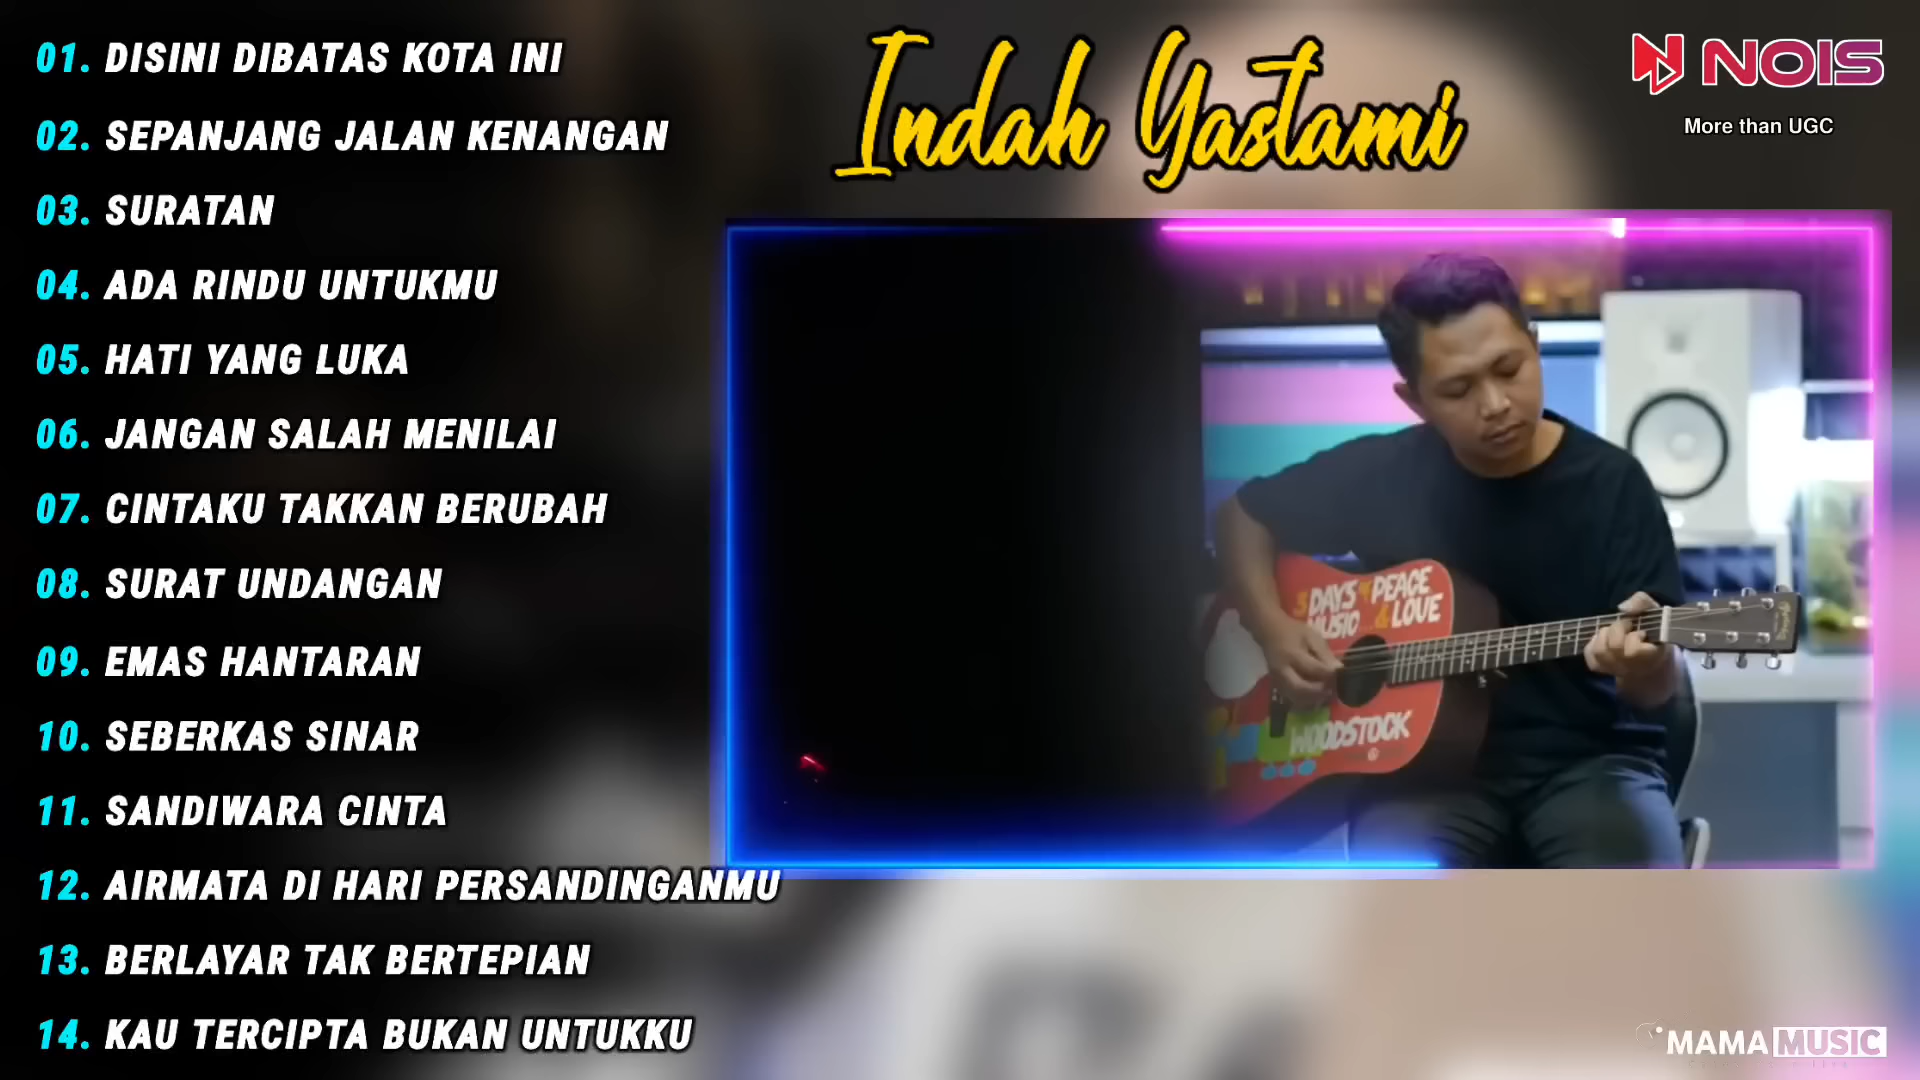 01. DISINI DIBATAS KOTA INI
02. SEPANJANG JALAN KENANGAN
03. SURATAN
04. ADA RINDU UNTUKMU
05. HATI YANG LUKA
06. JANGAN SALAH MENILAI
07. CINTAKU TAKKAN BERUBAH
08. SURAT UNDANGAN
09. EMAS HANTARAN
10. SEBERKAS SINAR
11. SANDIWARA CINTA
12. AIRMATA DI HARI PERSANDINGANMU
13. BERLAYAR TAK BERTEPIAN
14. KAU TERCIPTA BUKAN UNTUKKU
Indah Yastami
NOIS
More than UGC
3 DAYS of PEACE
MUSIC & LOVE
WOODSTOCK
MAMA MUSIC